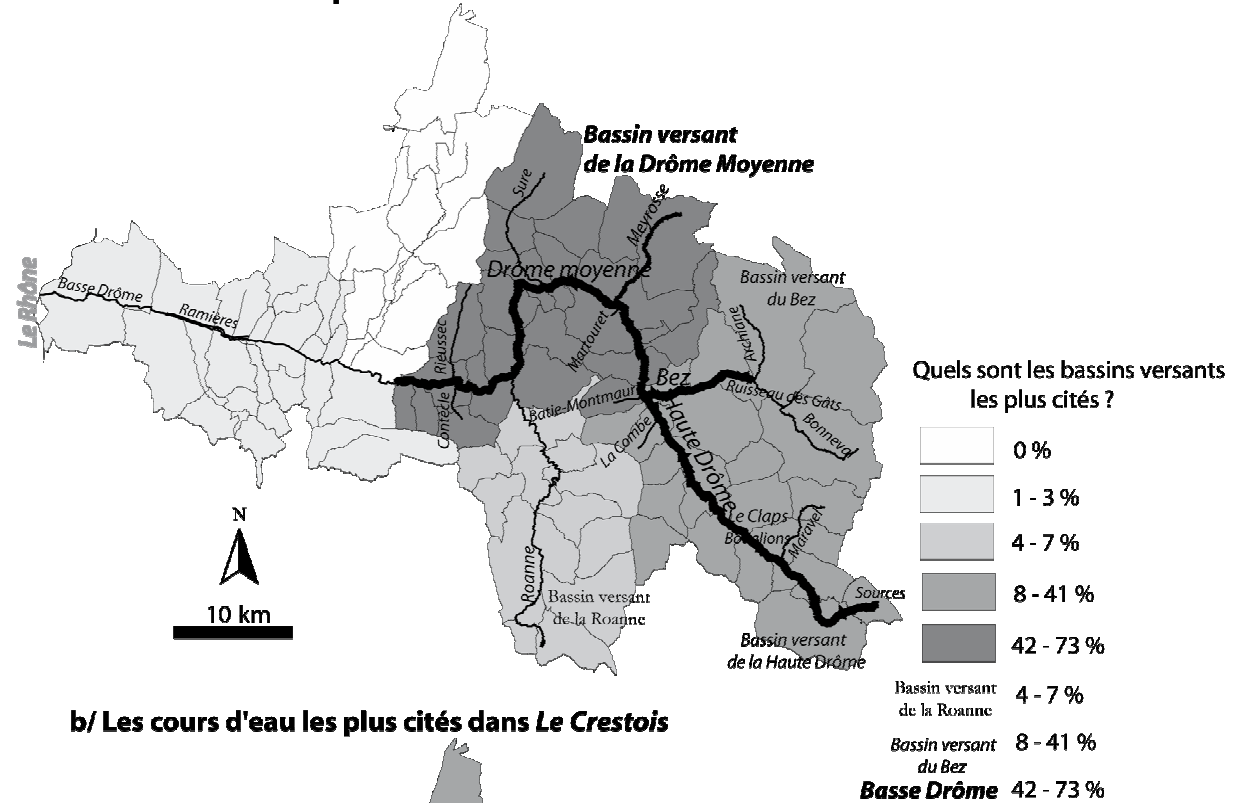 Bassin versant
de la Drôme Moyenne
Sure
Meyrosse
Drôme moyenne
Bassin versant
du Bez
Le Rhône
Basse Drôme
Ramières
Rieussec
Martouret
Archiane
Bez
Ruisseau des Gâts
Batie-Montmaur
Contècle
La Combe
Bonneval
Haute Drôme
Le Claps
Boulions
Maravel
Roanne
Sources
Bassin versant
de la Roanne
Bassin versant
de la Haute Drôme
N
10 km
Quels sont les bassins versants
les plus cités ?
0 %
1 - 3 %
4 - 7 %
8 - 41 %
42 - 73 %
Bassin versant
de la Roanne
4 - 7 %
Bassin versant
du Bez
8 - 41 %
Basse Drôme
42 - 73 %
b/ Les cours d'eau les plus cités dans Le Crestois